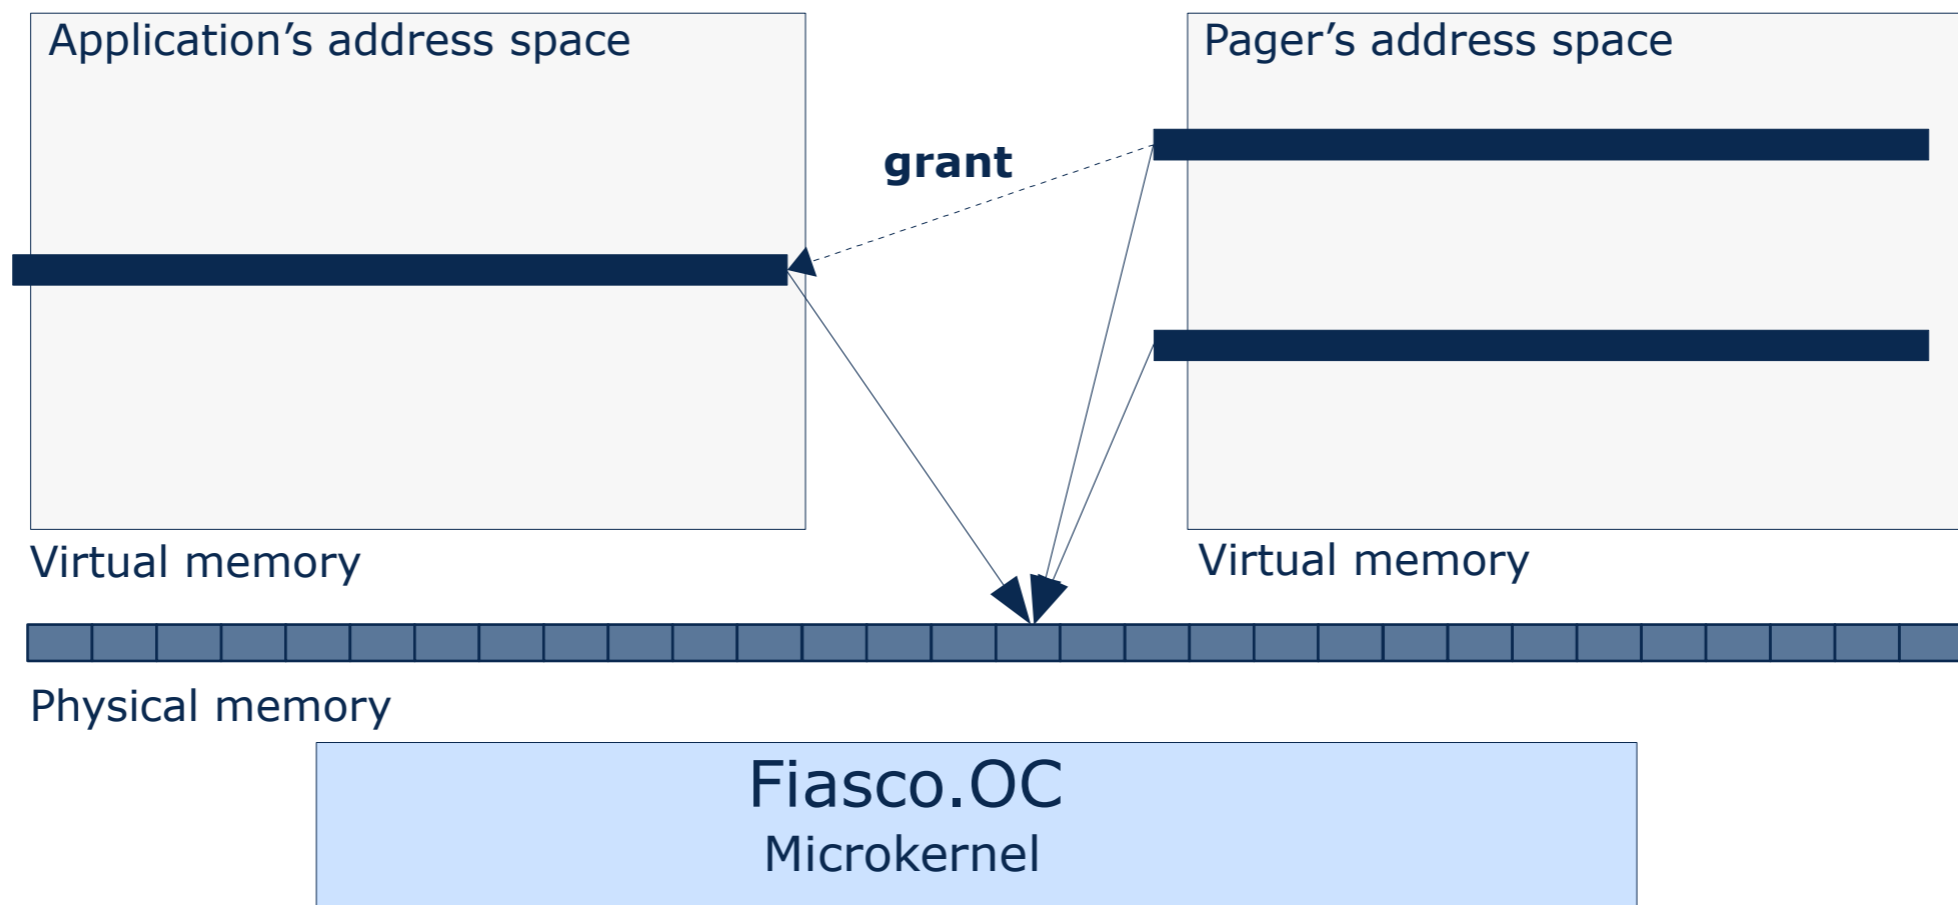 Application’s address space
Pager’s address space
grant
Virtual memory
Virtual memory
Physical memory
Fiasco.OC
Microkernel